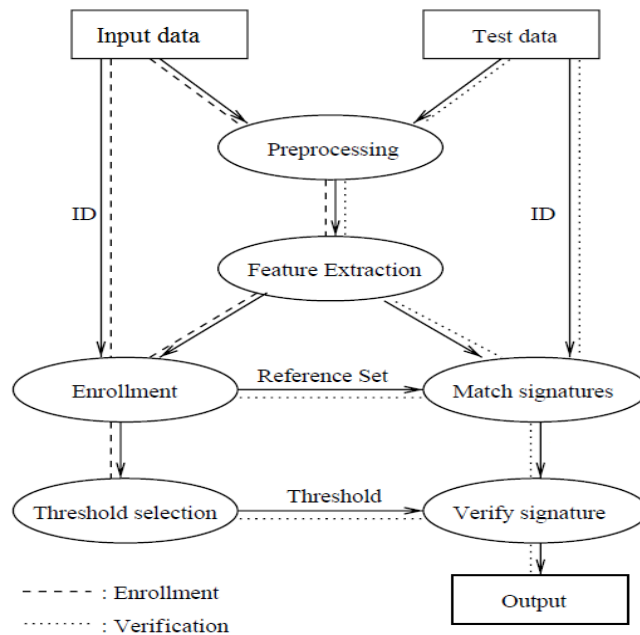 Input data
Test data
Preprocessing
ID
ID
Feature Extraction
Enrollment
Reference Set
Match signatures
Threshold selection
Threshold
Verify signature
: Enrollment
: Verification
Output